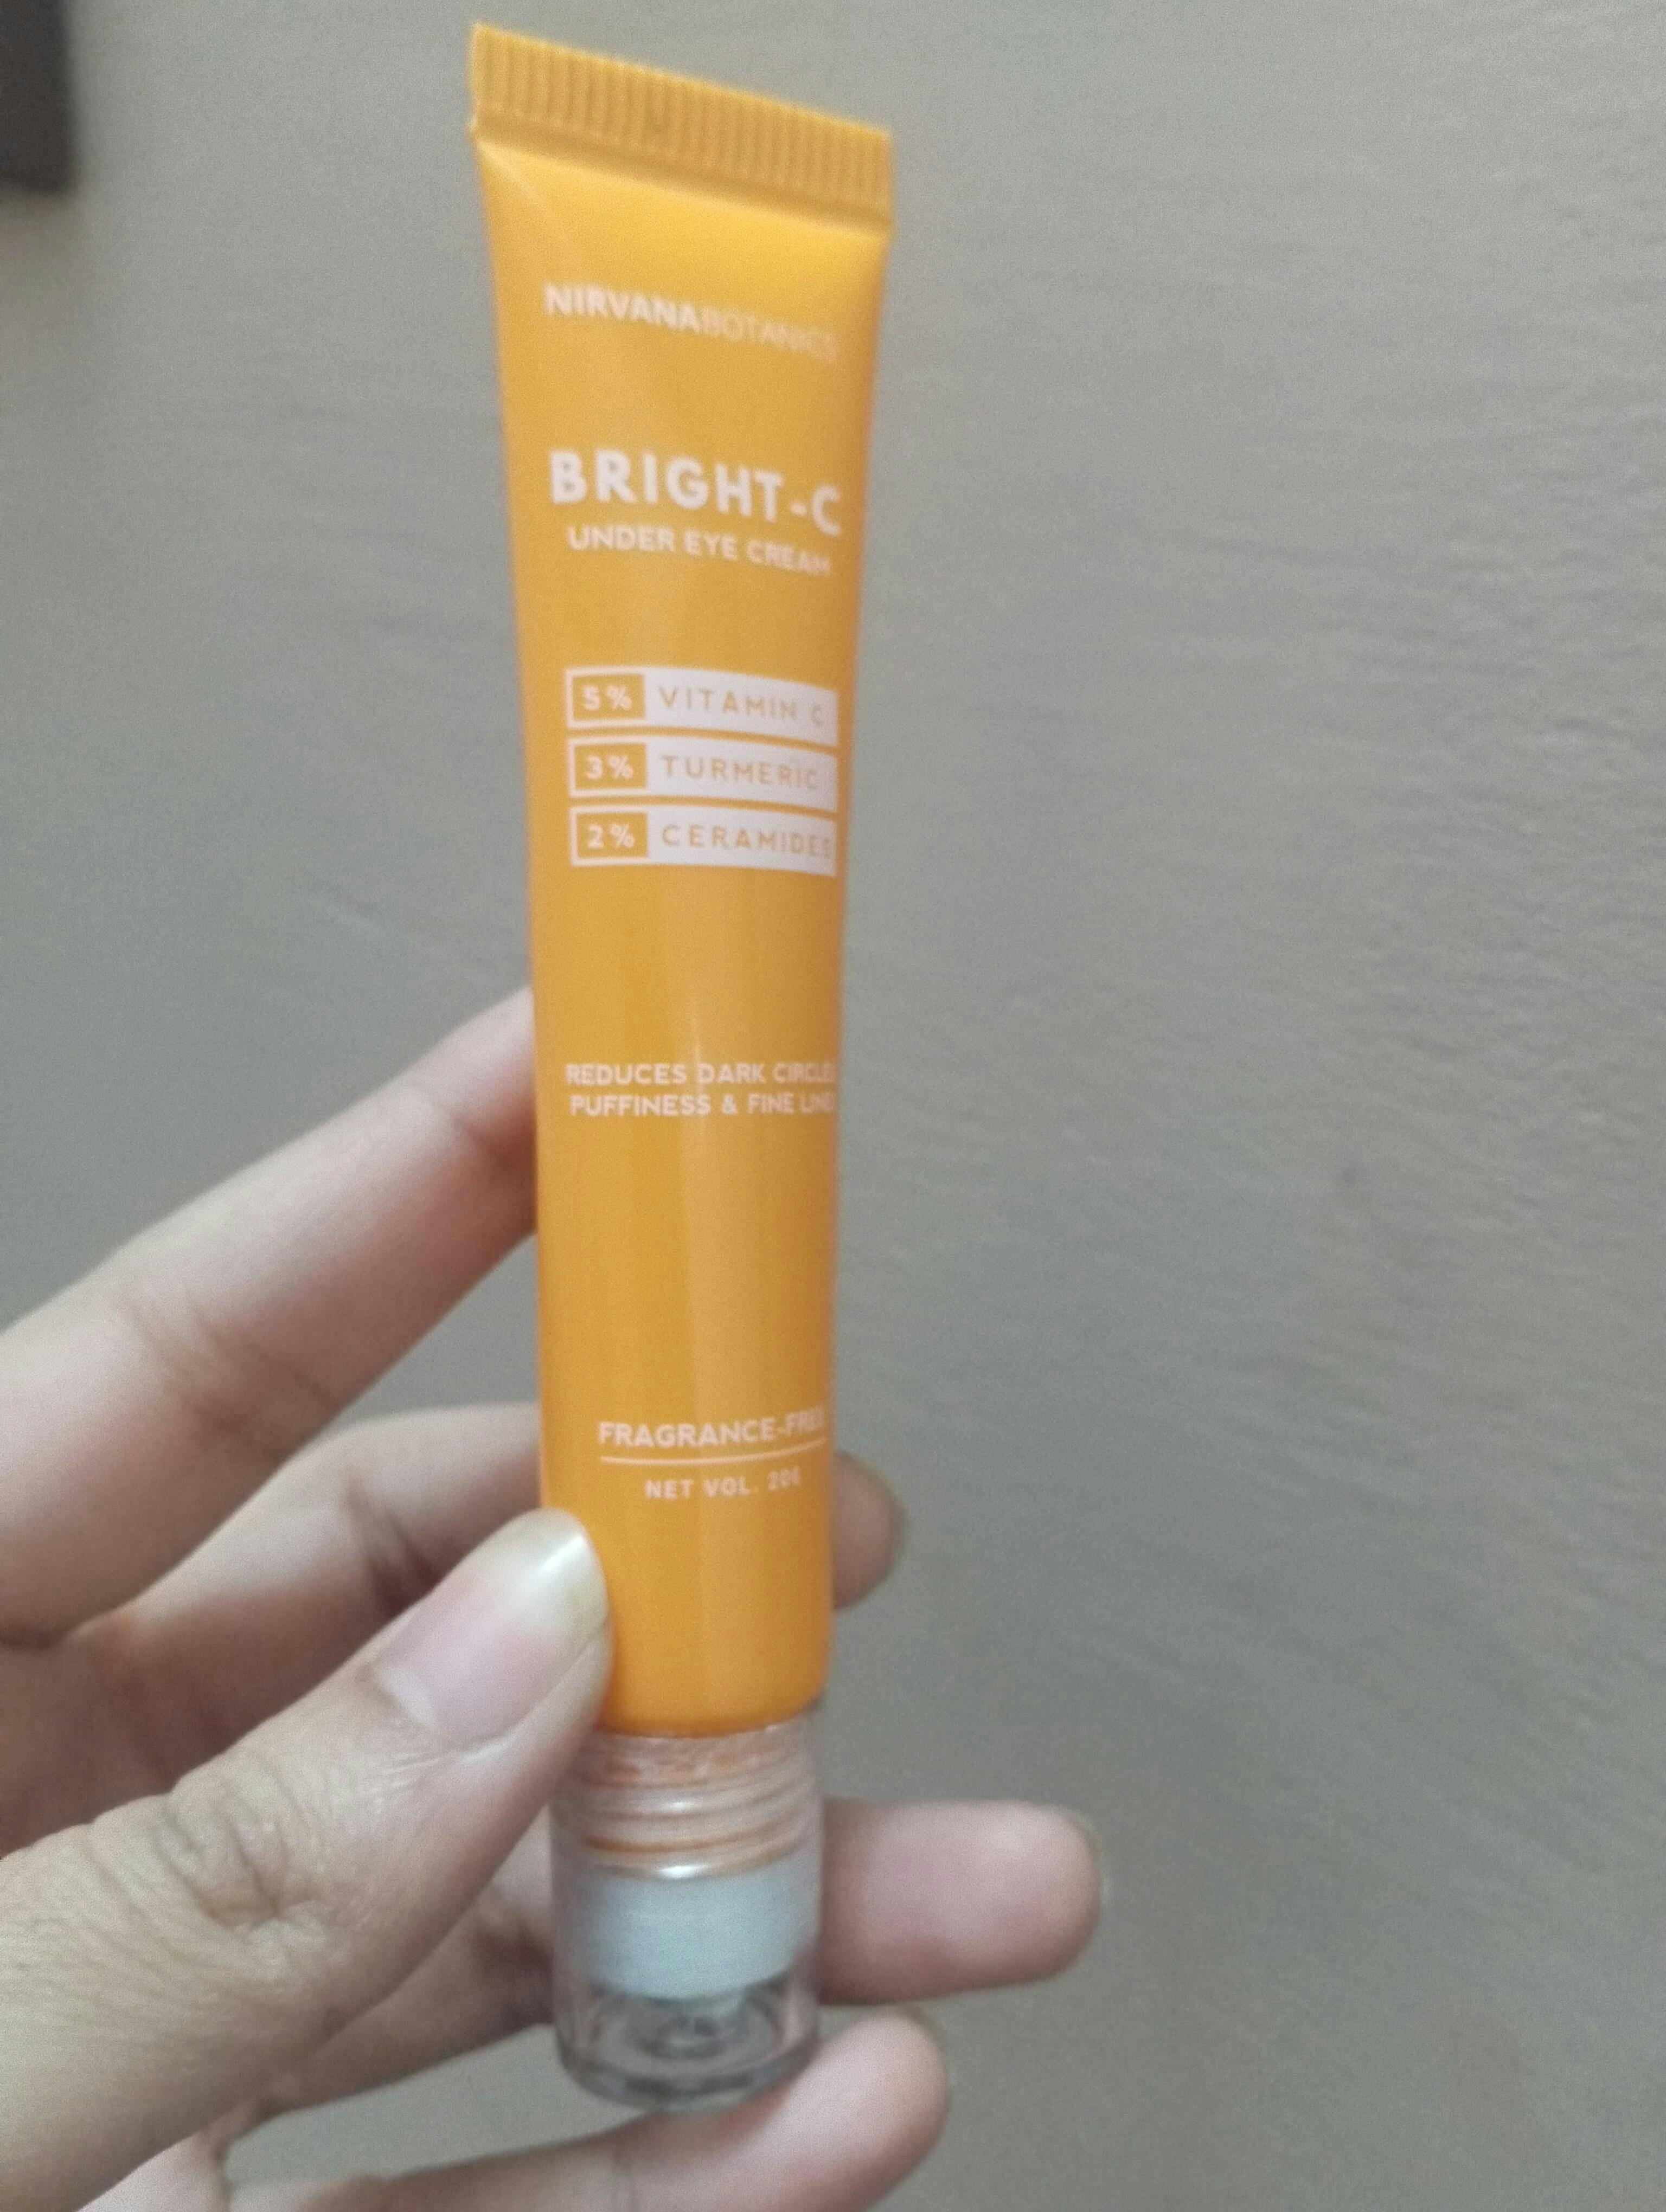 NIRVANABOTANICS
BRIGHT-C
UNDER EYE CREAM
5% VITAMIN C
3% TURMERIC
2% CERAMIDES
REDUCES DARK CIRCLES
PUFFINESS & FINE LINES
FRAGRANCE-FREE
NET VOL. 20G